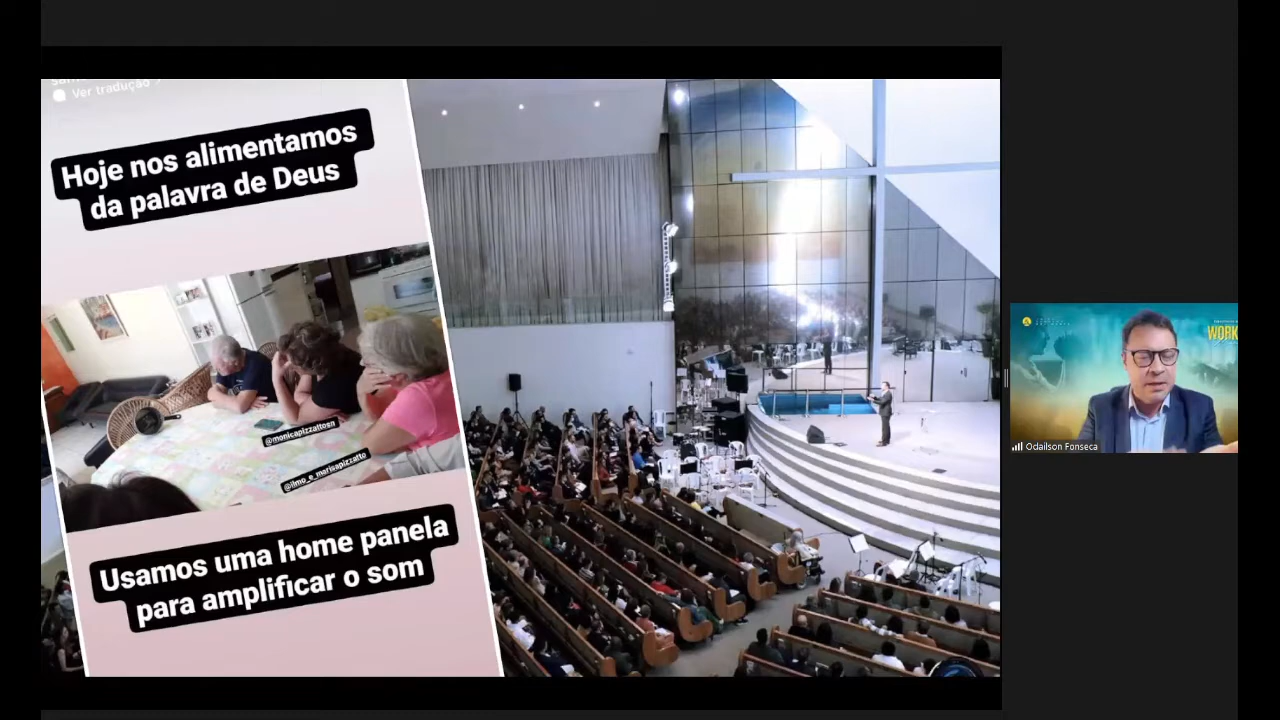 Ver tradução
Hoje nos alimentamos
da palavra de Deus
@monicapizzattosn
@ilmo_e_marisapizzatto
Usamos uma home panela
para amplificar o som
WORK
Odailson Fonseca